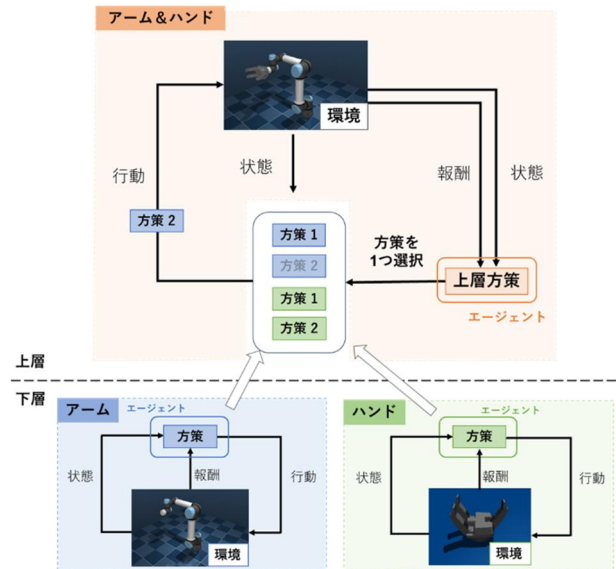 アーム＆ハンド
環境
行動
状態
報酬
状態
方策 2
方策 1
方策 2
方策 1
方策 2
方策を
1つ選択
上層方策
エージェント
上層
下層
アーム
エージェント
方策
状態
報酬
行動
環境
ハンド
エージェント
方策
状態
報酬
行動
環境